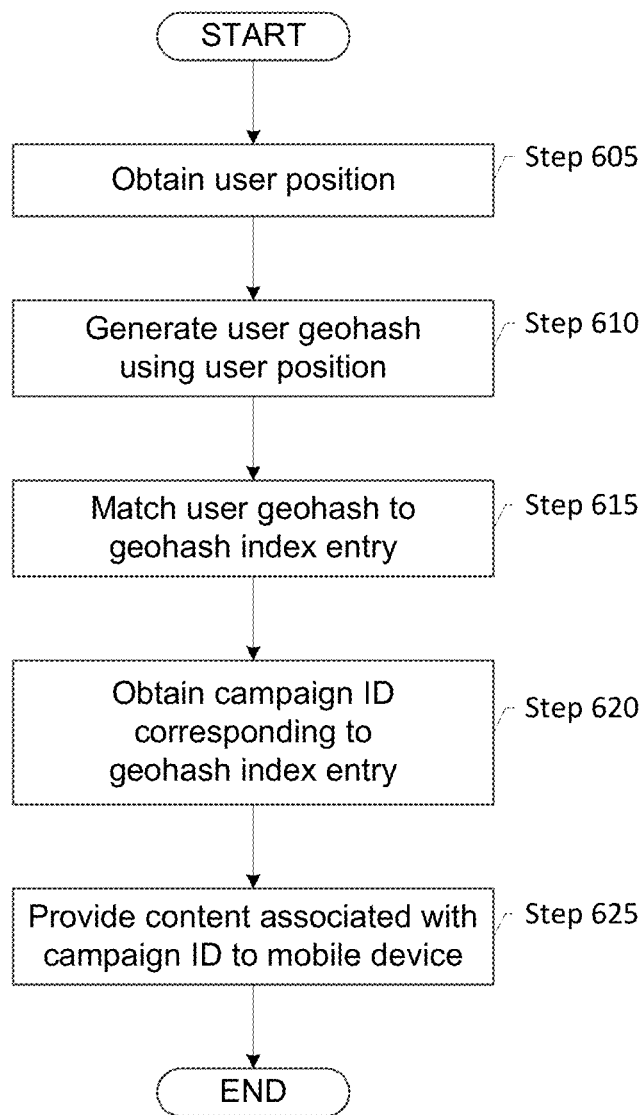 START
Obtain user position
Step 605
Generate user geohash
using user position
Step 610
Match user geohash to
geohash index entry
Step 615
Obtain campaign ID
corresponding to
geohash index entry
Step 620
Provide content associated with
campaign ID to mobile device
Step 625
END